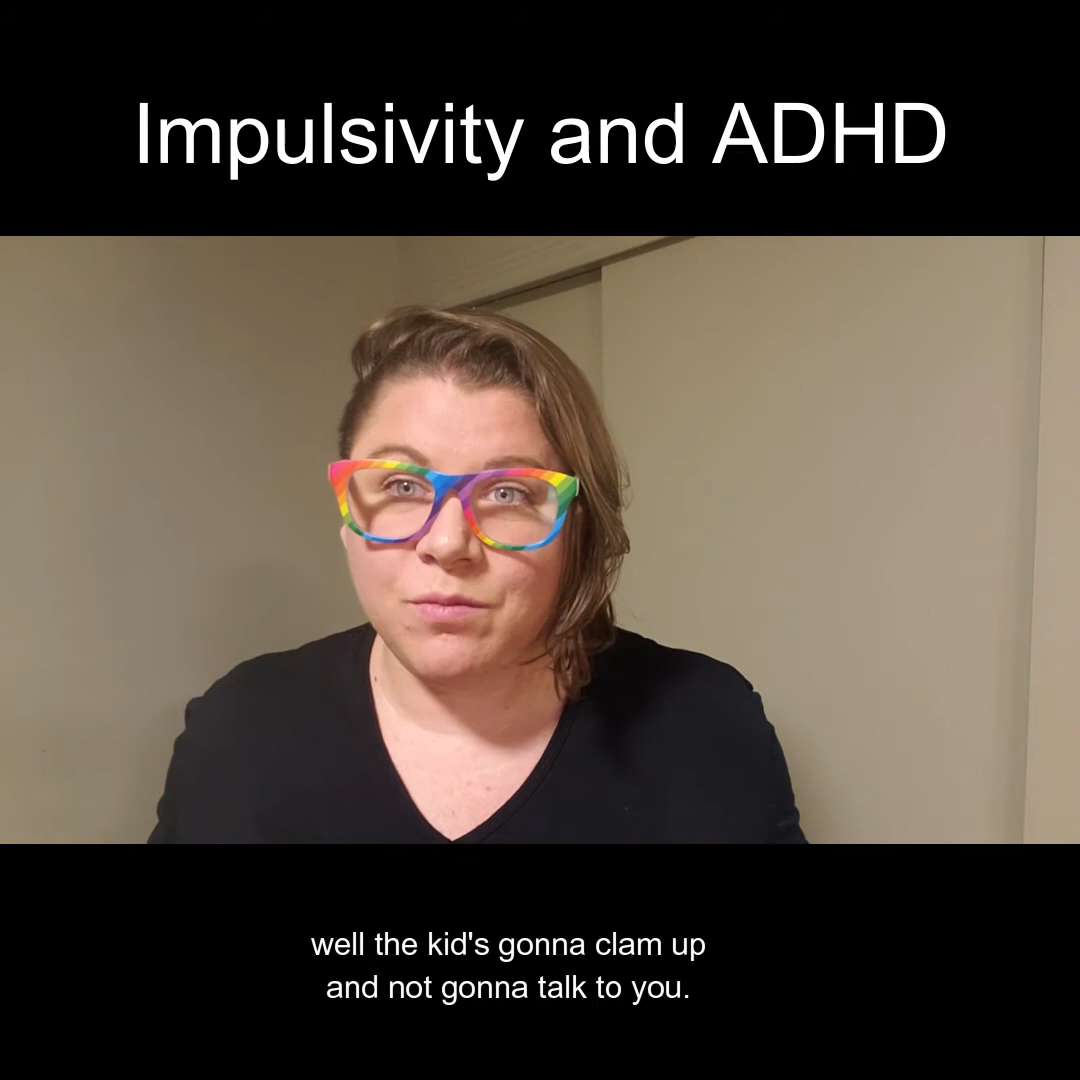 Impulsivity and ADHD
well the kid's gonna clam up
and not gonna talk to you.